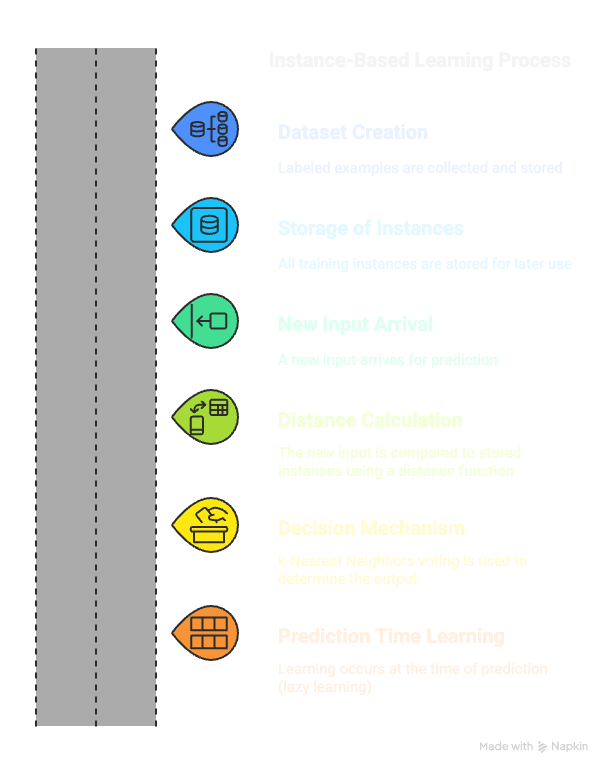 Instance-Based Learning Process
Dataset Creation
Labeled examples are collected and stored
Storage of Instances
All training instances are stored for later use
New Input Arrival
A new input arrives for prediction
Distance Calculation
The new input is compared to stored
instances using a distance function
Decision Mechanism
k-Nearest Neighbors voting is used to
determine the output
Prediction Time Learning
Learning occurs at the time of prediction
(lazy learning)
Made with Napkin